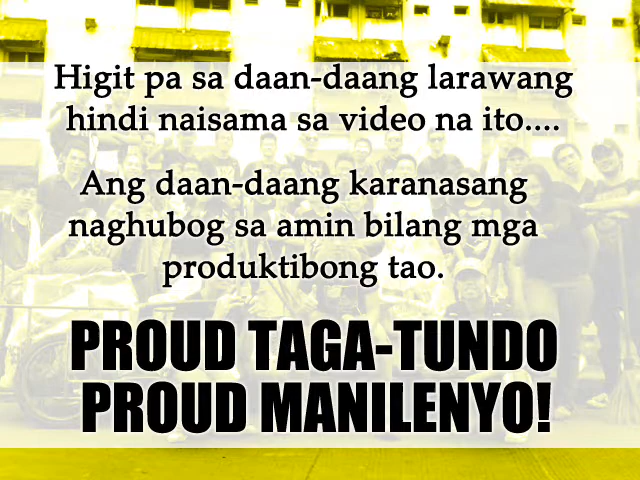 Higit pa sa daan-daang larawang
hindi naisama sa video na ito....
Ang daan-daang karanasang
naghubog sa amin bilang mga
produktibong tao.
PROUD TAGA-TUNDO
PROUD MANILENYO!